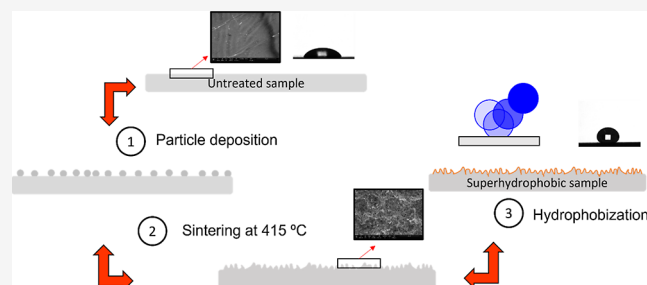 Untreated sample
1 Particle deposition
Superhydrophobic sample
2 Sintering at 415 ºC
3 Hydrophobization